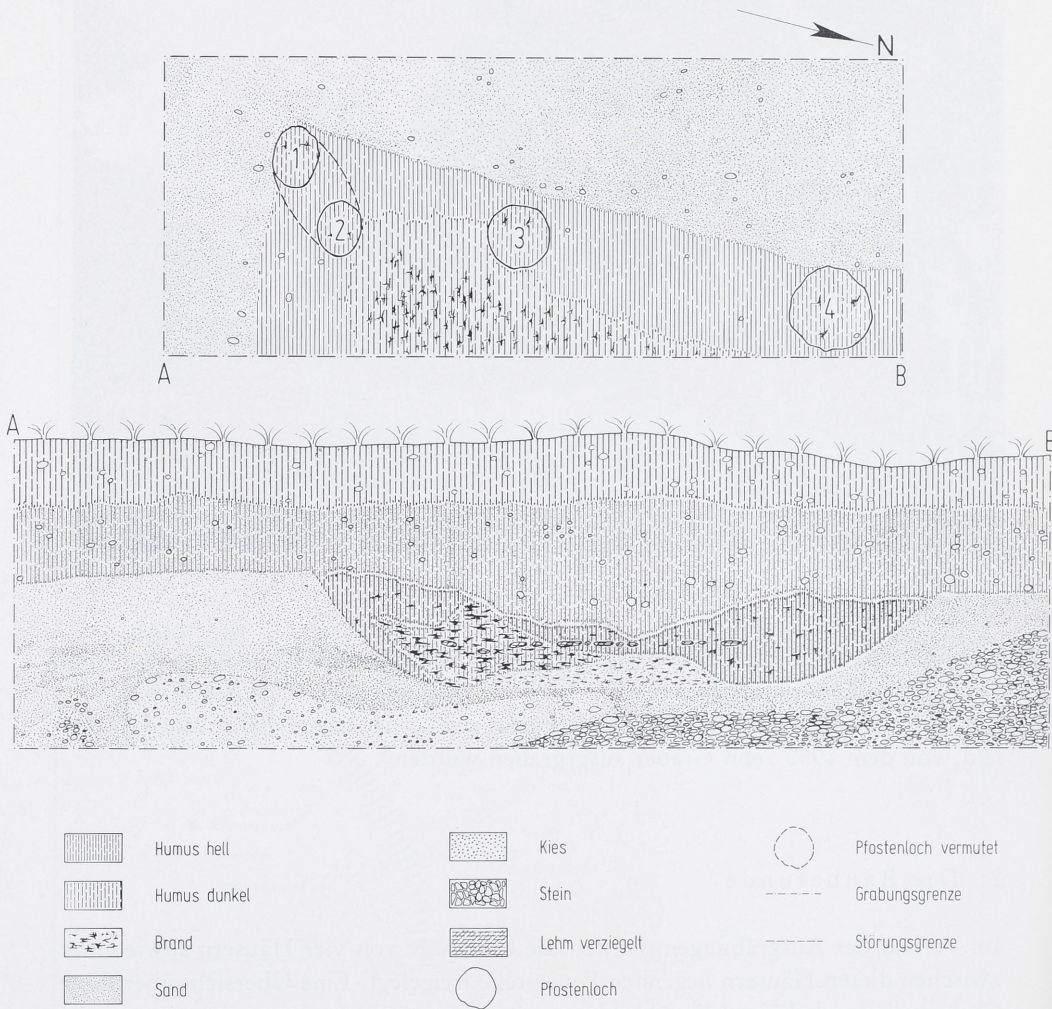 N
1
2
3
4
A
B
A
B
Humus hell
Humus dunkel
Brand
Sand
Kies
Stein
Lehm verziegelt
Pfostenloch
Pfostenloch vermutet
Grabungsgrenze
Störungsgrenze